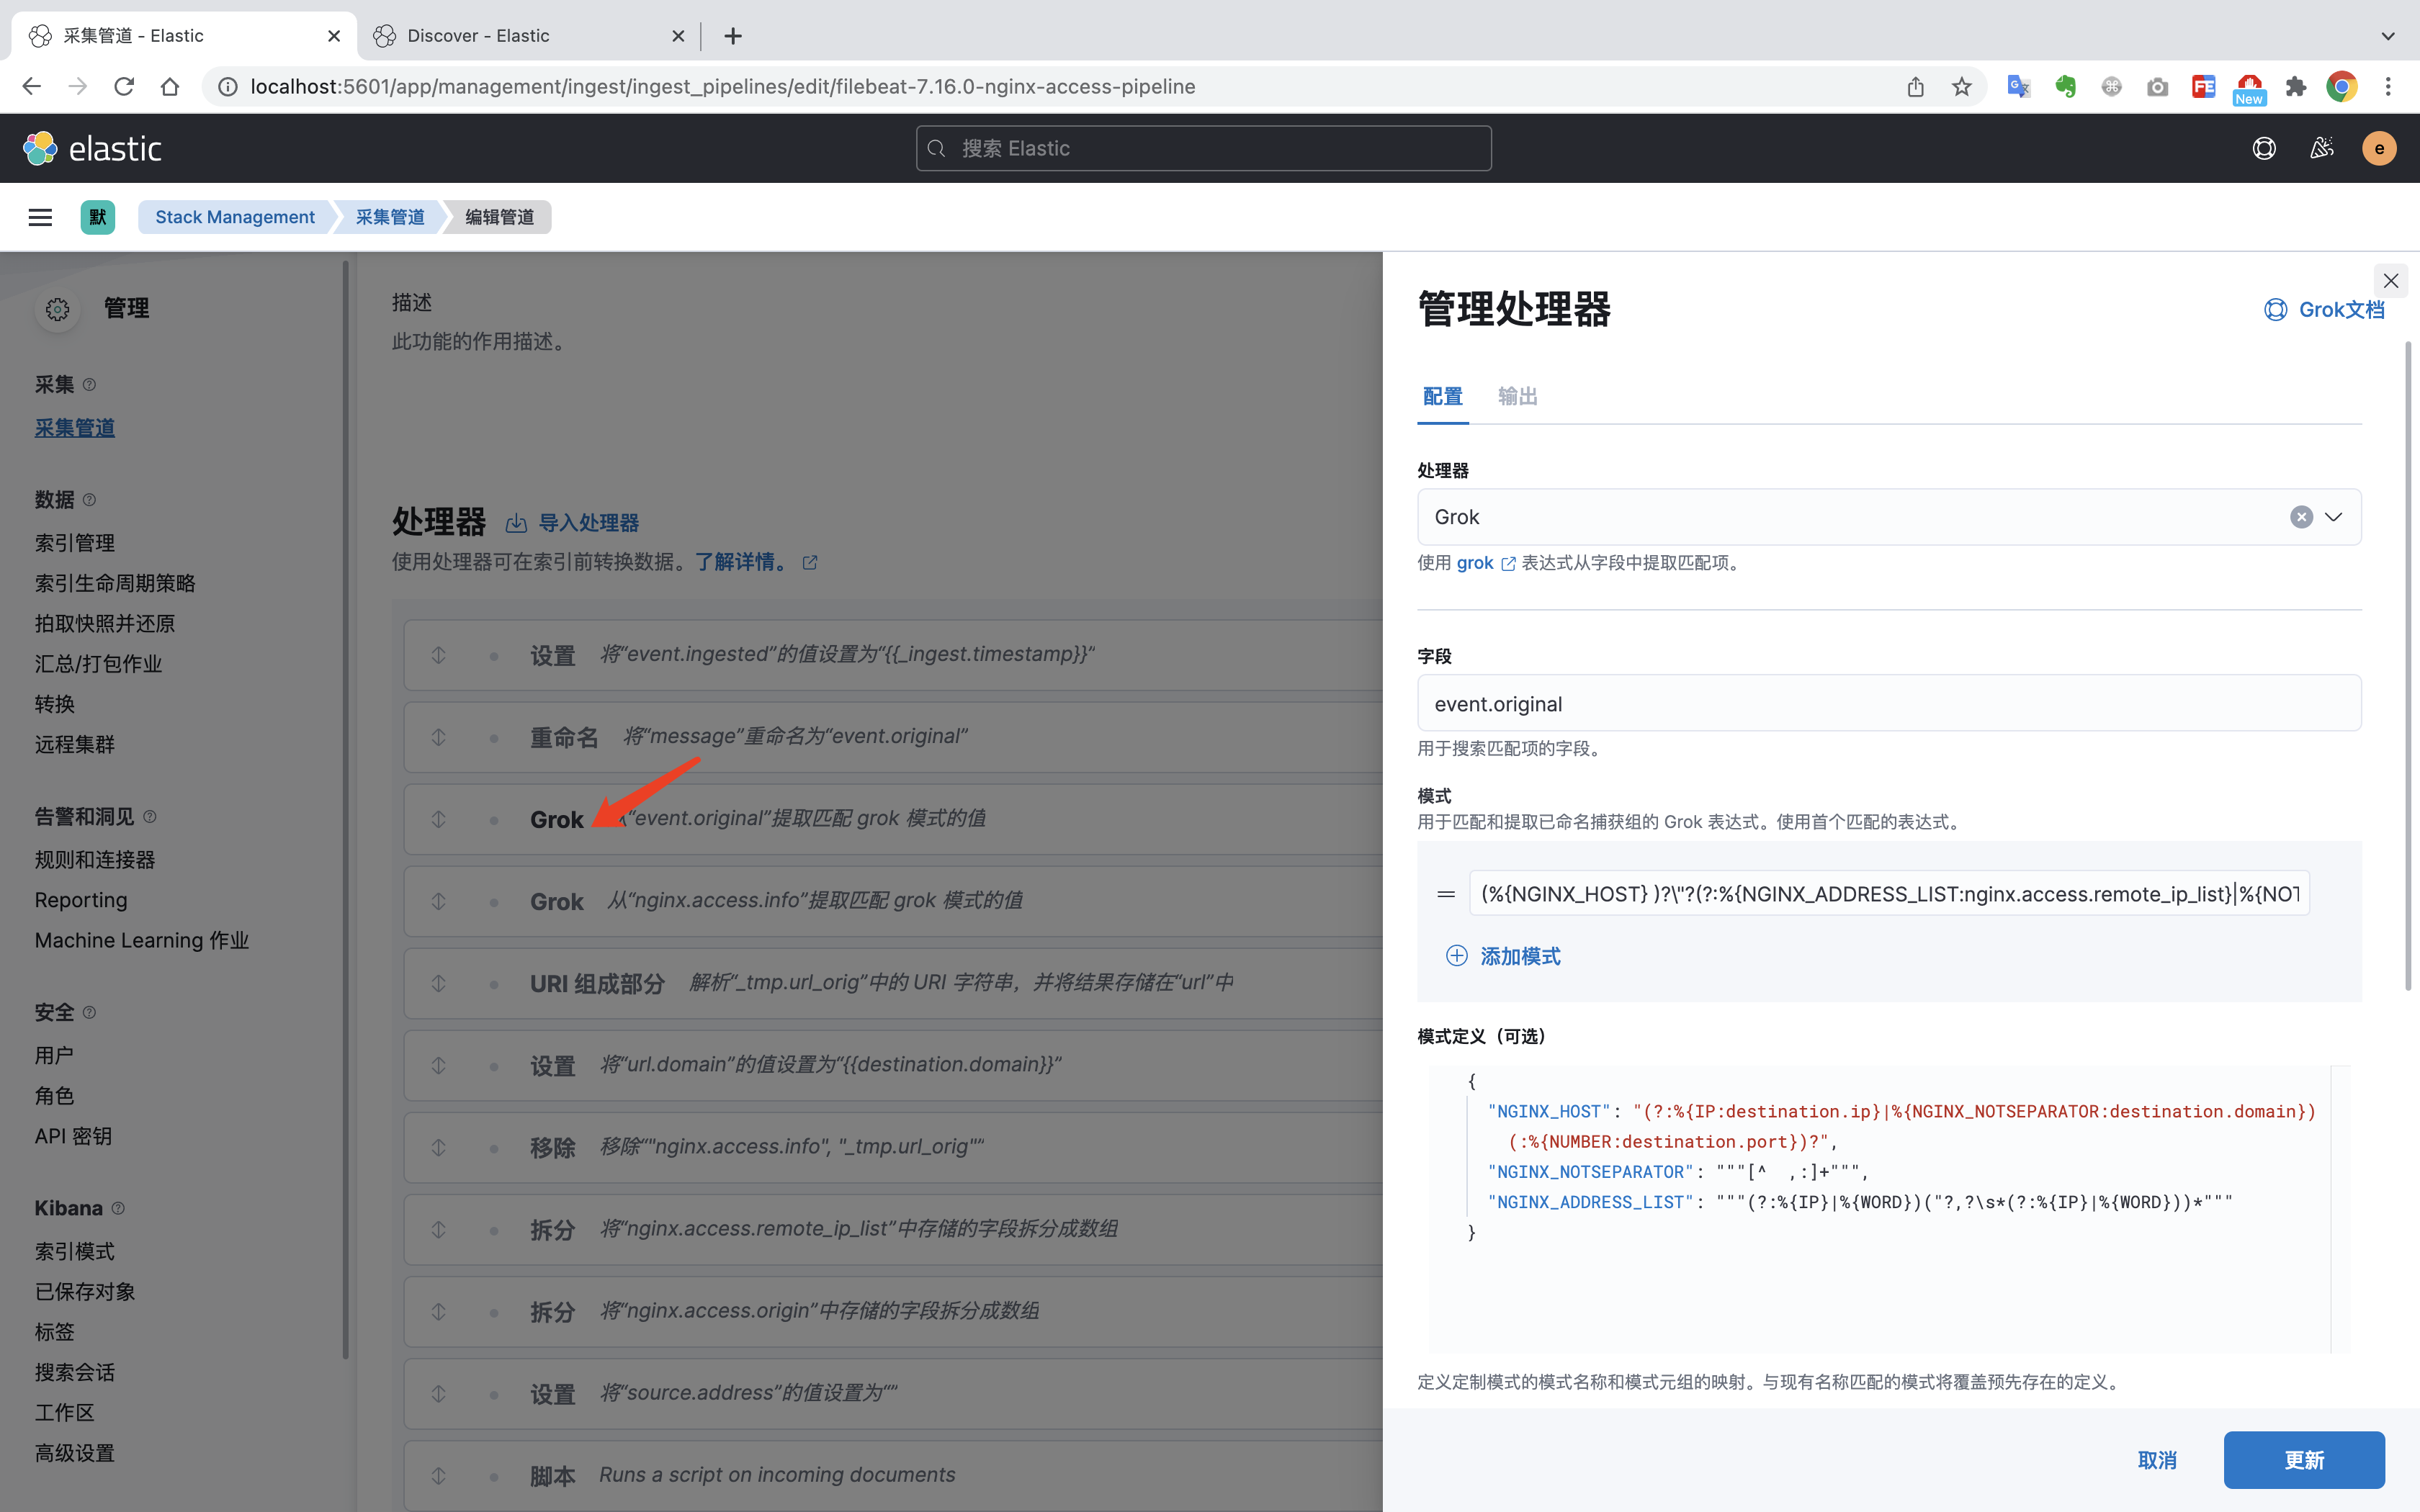 采集管道 - Elastic
Discover - Elastic
localhost:5601/app/management/ingest/ingest_pipelines/edit/filebeat-7.16.0-nginx-access-pipeline
FE
New
elastic
搜索 Elastic
e
默
Stack Management
采集管道
编辑管道
管理
采集
采集管道
数据
索引管理
索引生命周期策略
拍取快照并还原
汇总/打包作业
转换
远程集群
告警和洞见
规则和连接器
Reporting
Machine Learning 作业
安全
用户
角色
API 密钥
Kibana
索引模式
已保存对象
标签
搜索会话
工作区
高级设置
描述
此功能的作用描述。
处理器 导入处理器
使用处理器可在索引前转换数据。了解详情。
设置 将“event.ingested”的值设置为“{{_ingest.timestamp}}”
重命名 将“message”重命名为“event.original”
Grok “event.original”提取匹配 grok 模式的值
Grok 从“nginx.access.info”提取匹配 grok 模式的值
URI 组成部分 解析“_tmp.url_orig”中的 URI 字符串，并将结果存储在“url”中
设置 将“url.domain”的值设置为“{{destination.domain}}”
移除 移除“"nginx.access.info", "_tmp.url_orig"”
拆分 将“nginx.access.remote_ip_list”中存储的字段拆分成数组
拆分 将“nginx.access.origin”中存储的字段拆分成数组
设置 将“source.address”的值设置为“”
脚本 Runs a script on incoming documents
管理处理器
Grok文档
配置 输出
处理器
Grok
使用 grok 表达式从字段中提取匹配项。
字段
event.original
用于搜索匹配项的字段。
模式
用于匹配和提取已命名捕获组的 Grok 表达式。使用首个匹配的表达式。
(%{NGINX_HOST} )?\"?(?:%{NGINX_ADDRESS_LIST:nginx.access.remote_ip_list}|%{NOT
添加模式
模式定义（可选）
{
"NGINX_HOST": "(?:%{IP:destination.ip}|%{NGINX_NOTSEPARATOR:destination.domain})
(:%{NUMBER:destination.port})?",
"NGINX_NOTSEPARATOR": """[^  ,:]+""",
"NGINX_ADDRESS_LIST": """(?:%{IP}|%{WORD})("?,?\s*(?:%{IP}|%{WORD}))*"""
}
定义定制模式的模式名称和模式元组的映射。与现有名称匹配的模式将覆盖预先存在的定义。
取消
更新